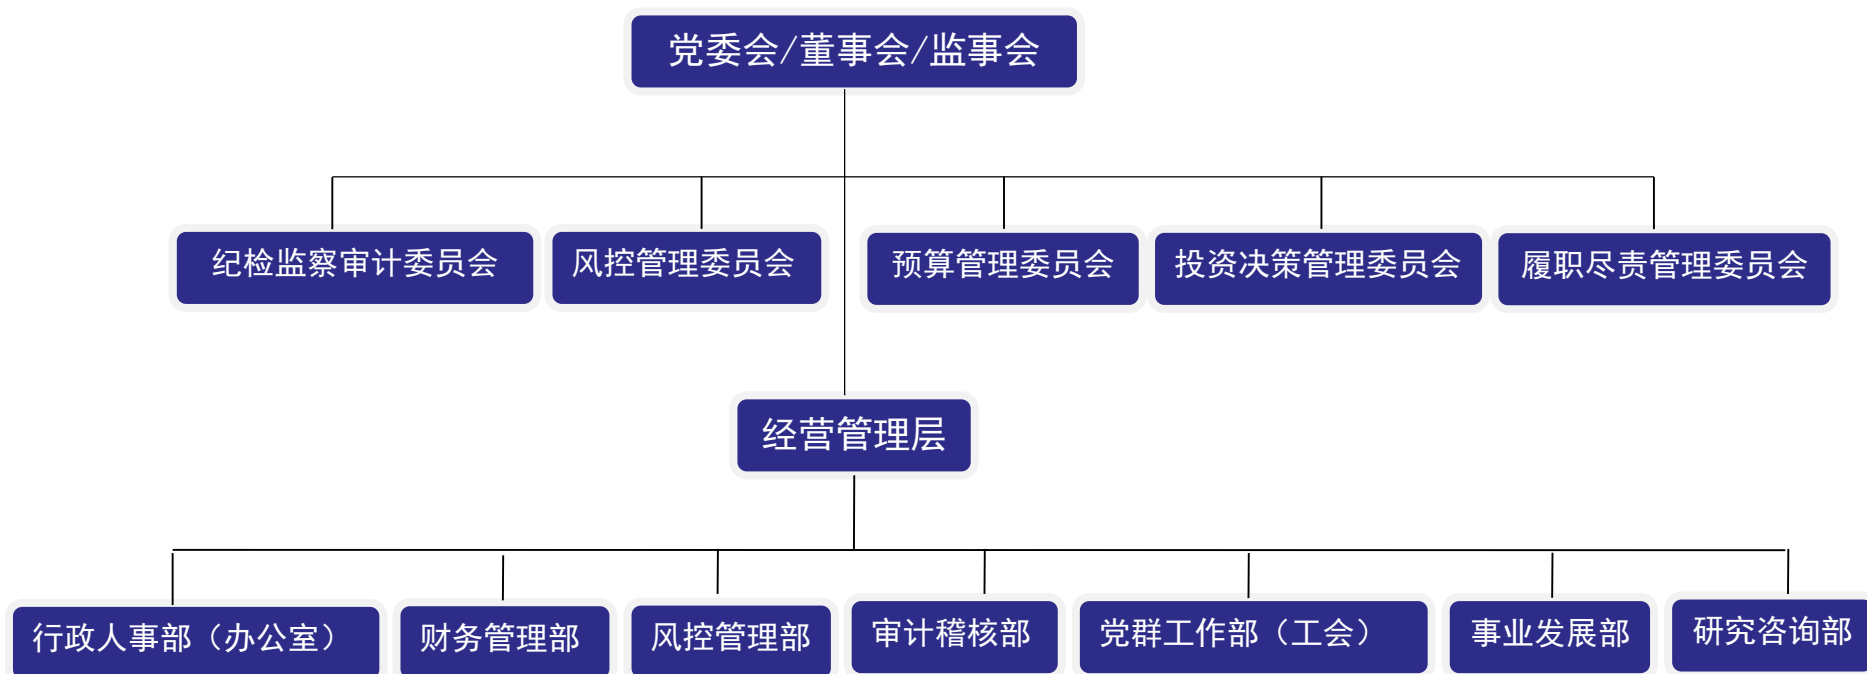 党委会/董事会/监事会
纪检监察审计委员会
风控管理委员会
预算管理委员会
投资决策管理委员会
履职尽责管理委员会
经营管理层
行政人事部（办公室）
财务管理部
风控管理部
审计稽核部
党群工作部（工会）
事业发展部
研究咨询部